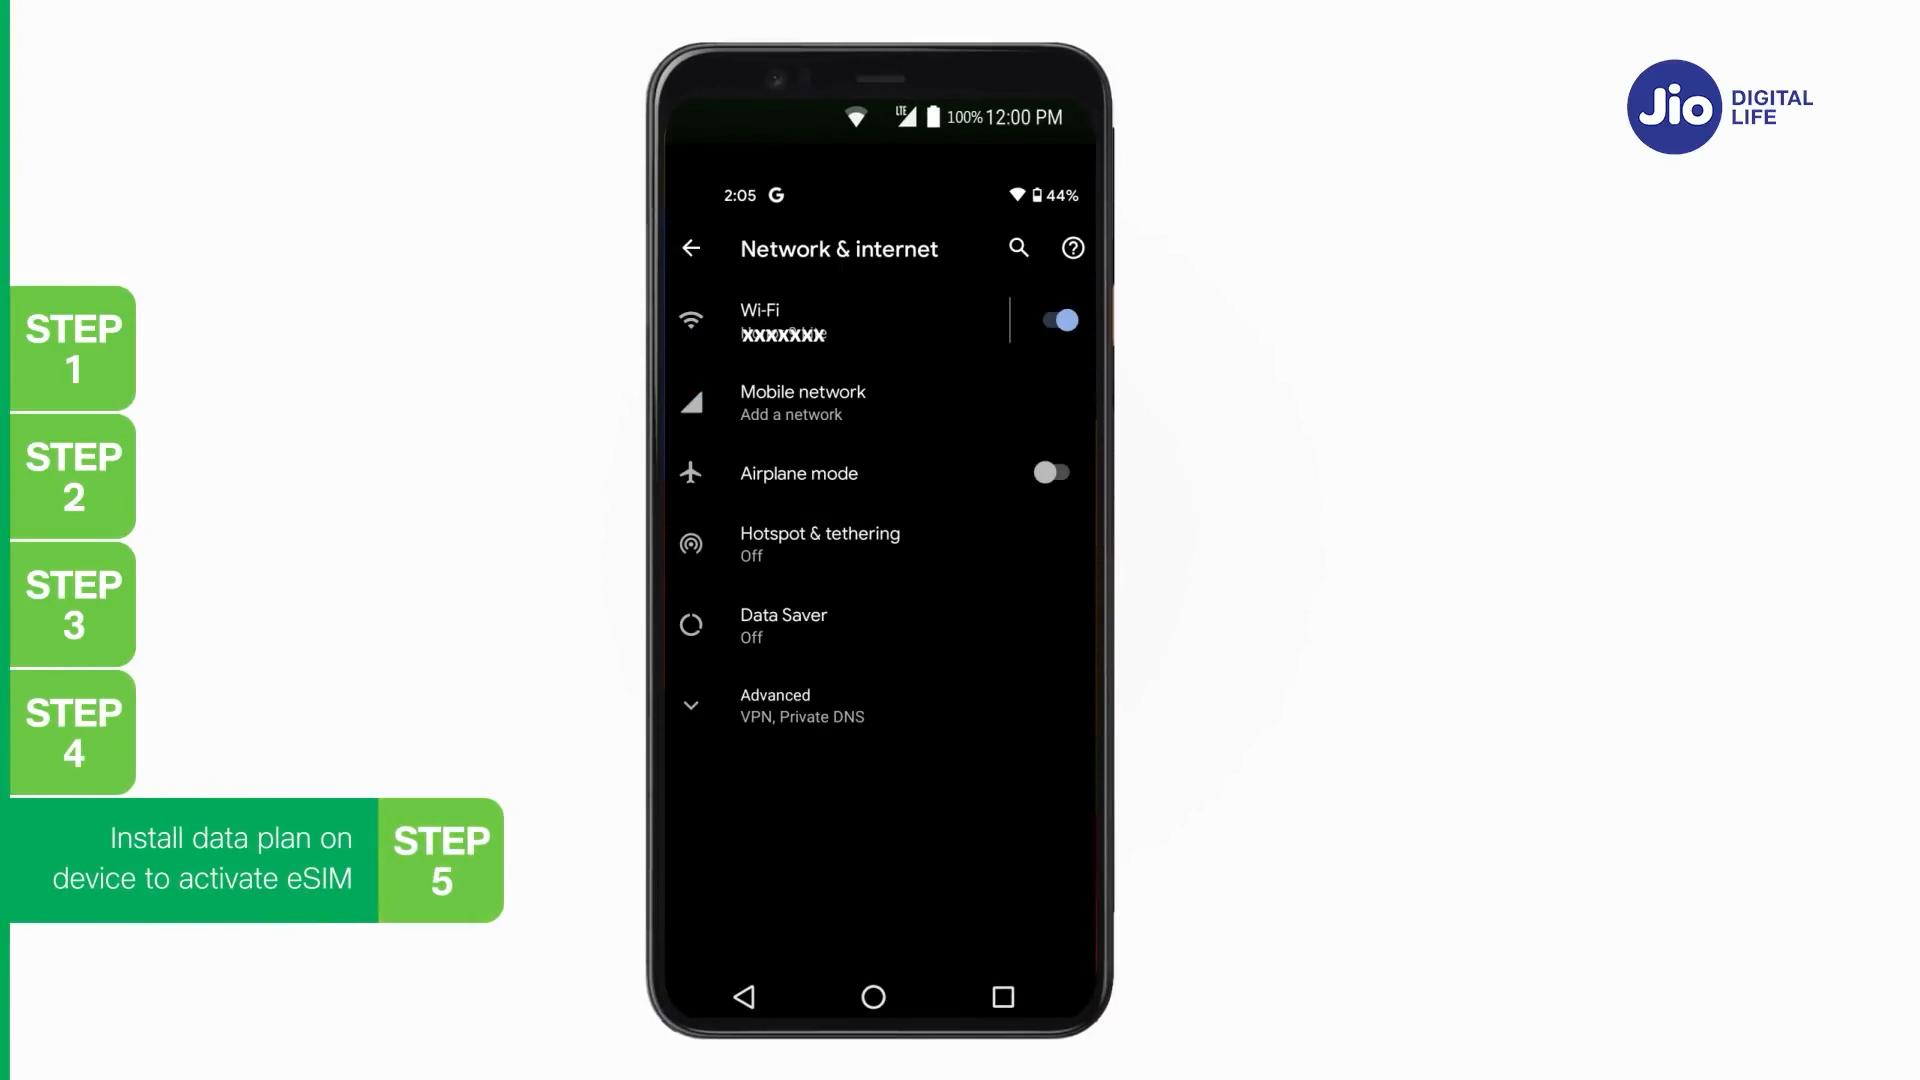 Jio DIGITAL
LIFE
LTE 100% 12:00 PM
2:05 G 44%
Network & internet
Wi-Fi
XXXXXXX
Mobile network
Add a network
Airplane mode
Hotspot & tethering
Off
Data Saver
Off
Advanced
VPN, Private DNS
STEP
1
STEP
2
STEP
3
STEP
4
Install data plan on
device to activate eSIM
STEP
5